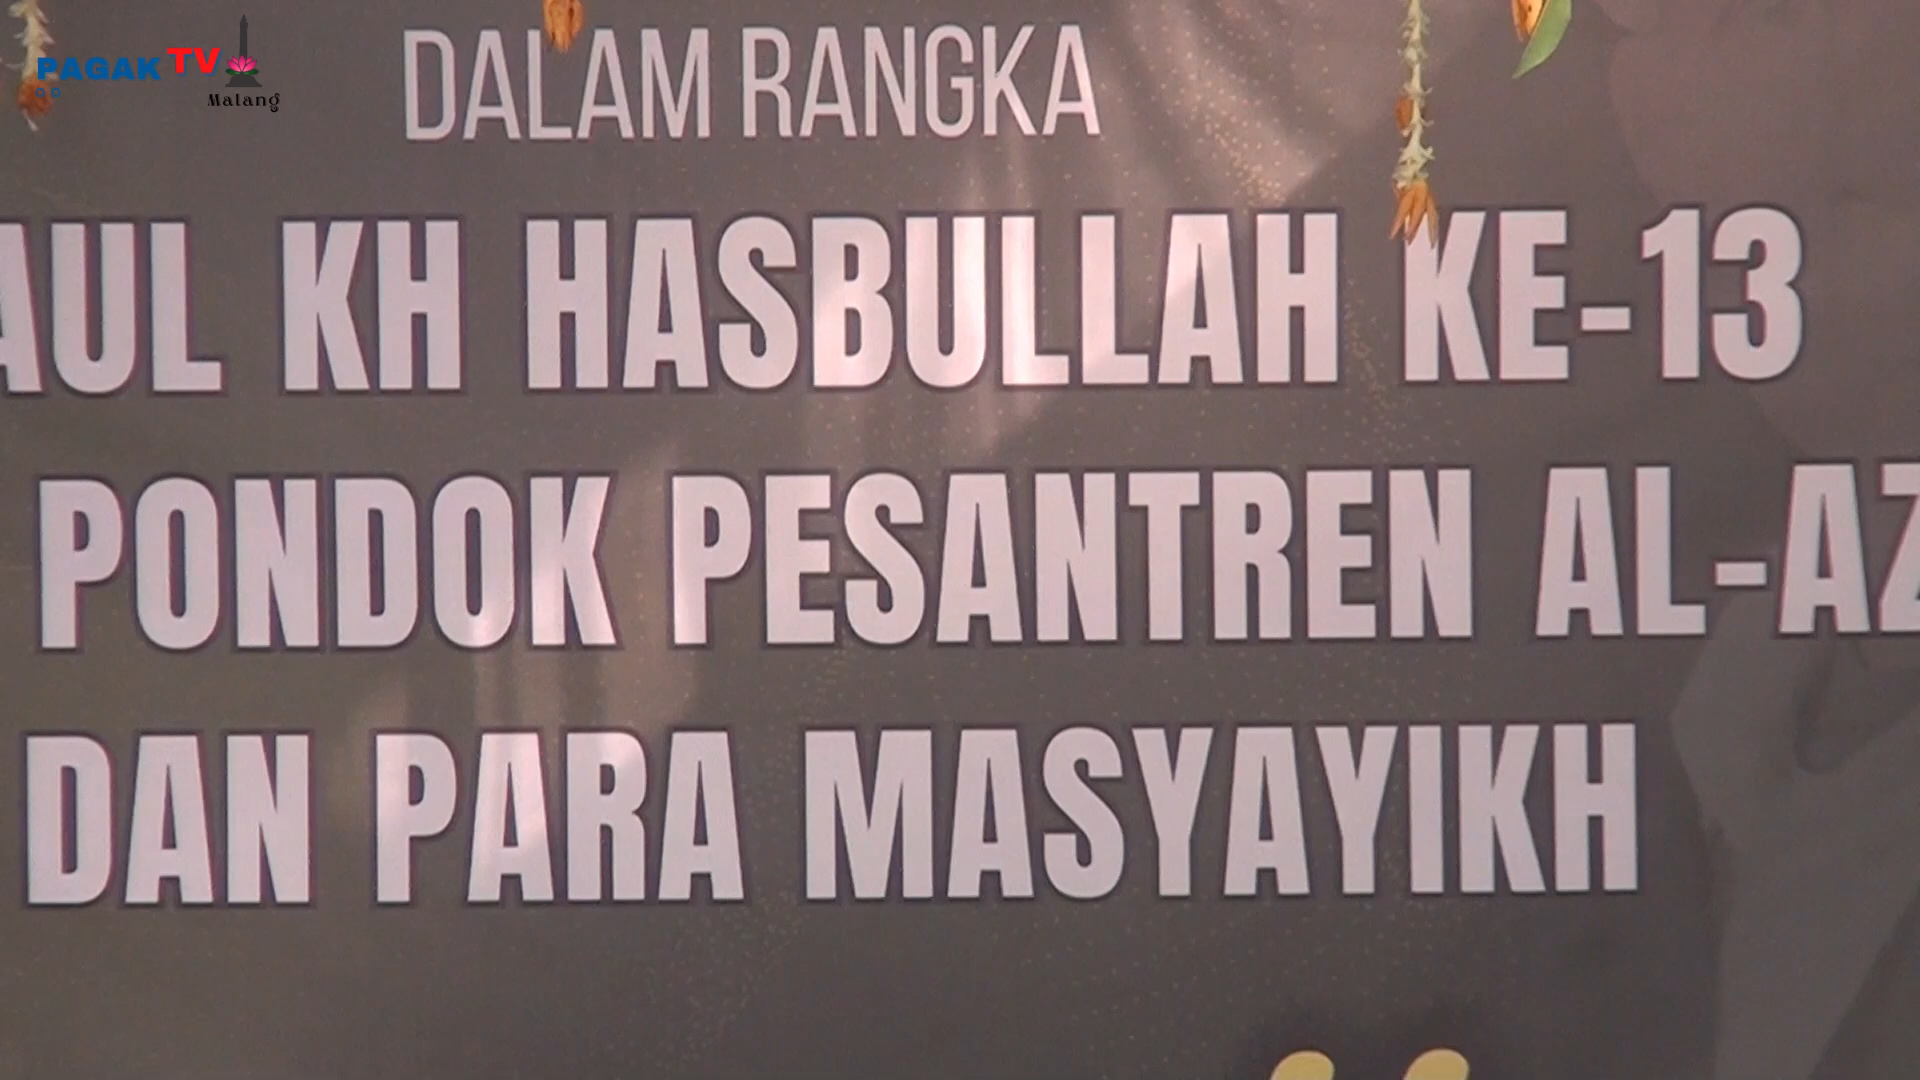 PAGAK TV
Malang
DALAM RANGKA
AUL KH HASBULLAH KE-13
PONDOK PESANTREN AL-AZ
DAN PARA MASYAYIKH